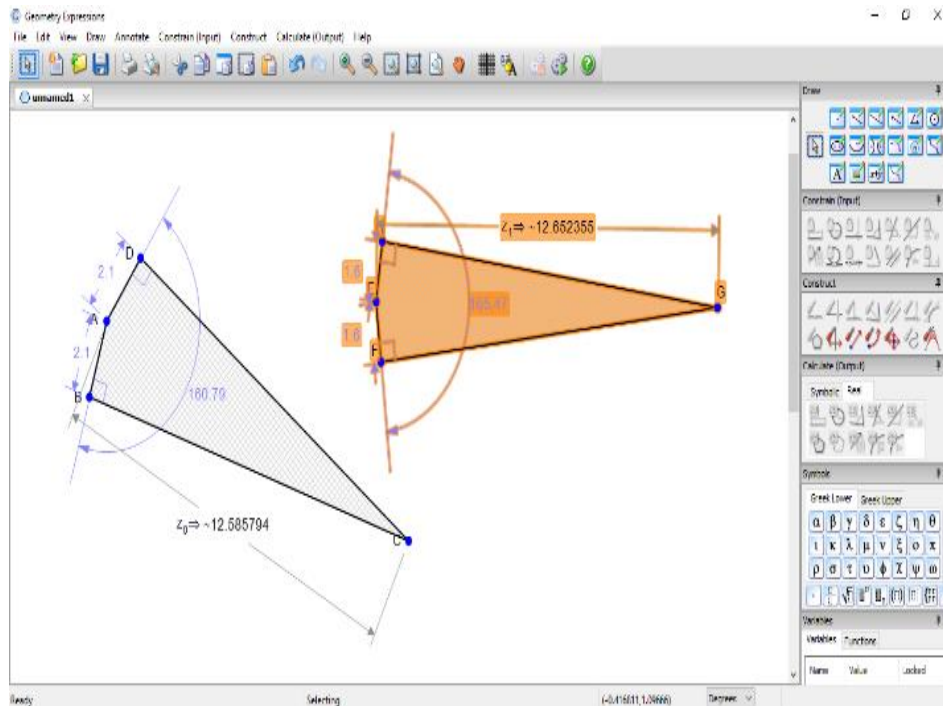 Geometry Expressions
File Edit View Draw Annotate Constrain (Input) Construct Calculate (Output) Help
unnamed1
Draw
A
Constrain (Input)
Construct
Calculate (Output)
Symbolic Real
Symbols
Greek Lower Greek Upper
α β γ δ ε ζ η θ
ι κ λ μ ν ξ ο π
ρ σ τ υ φ χ ψ ω
Variables
Variables Functions
Name Value Locked
D
2.1
A
2.1
B
160.79
z₀⇒ ~12.585794
C
z₁⇒ ~12.652355
1.6
1.6
F
G
Ready Selecting Degrees